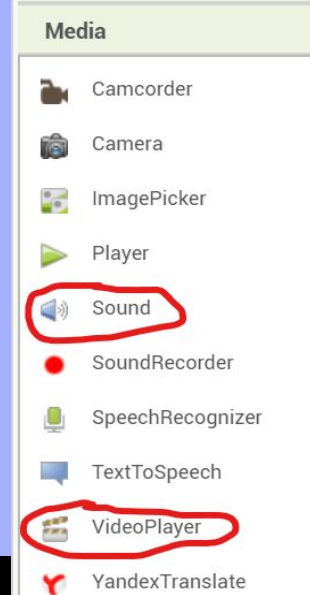 Media
Camcorder
Camera
ImagePicker
Player
Sound
SoundRecorder
SpeechRecognizer
TextToSpeech
VideoPlayer
YandexTranslate